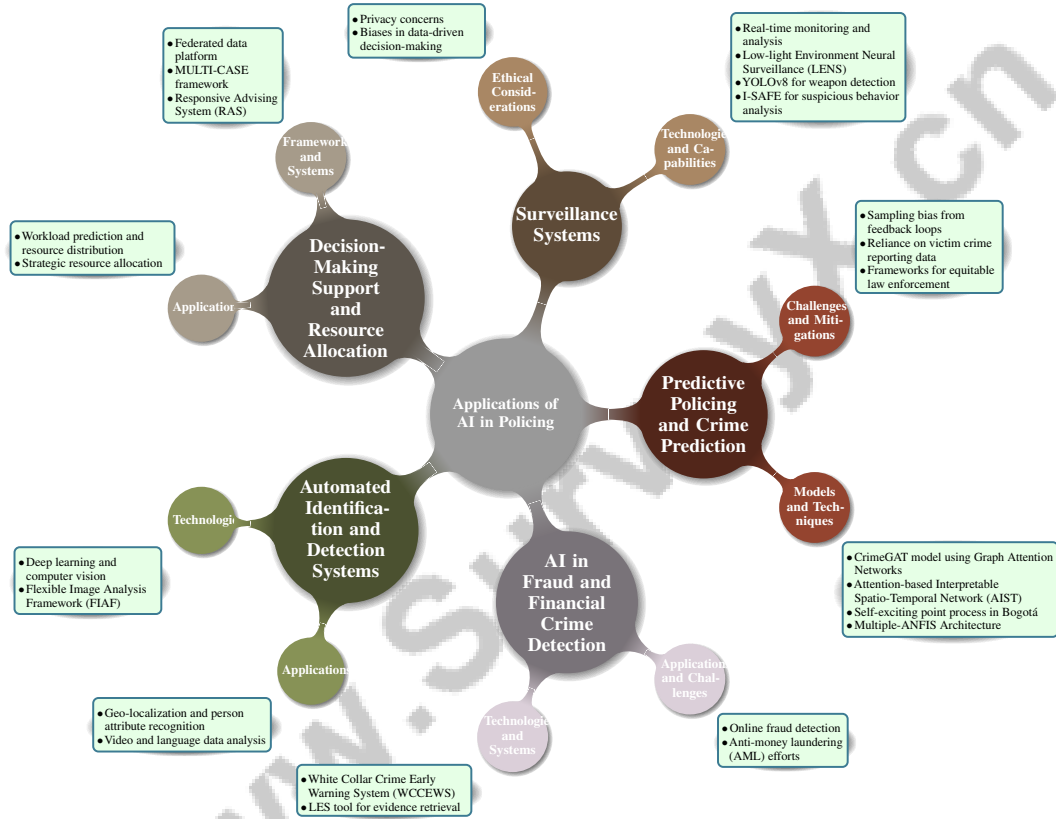 Applications of
AI in Policing
Surveillance
Systems
Ethical
Consid-
erations
• Privacy concerns
• Biases in data-driven
decision-making
Technologie
and Ca-
pabilities
• Real-time monitoring and
analysis
• Low-light Environment Neural
Surveillance (LENS)
• YOLOv8 for weapon detection
• I-SAFE for suspicious behavior
analysis
Predictive
Policing
and Crime
Prediction
Challenges
and Miti-
gations
• Sampling bias from
feedback loops
• Reliance on victim crime
reporting data
• Frameworks for equitable
law enforcement
Models
and Tech-
niques
• CrimeGAT model using Graph Attention
Networks
• Attention-based Interpretable
Spatio-Temporal Network (AIST)
• Self-exciting point process in Bogotá
• Multiple-ANFIS Architecture
AI in
Fraud and
Financial
Crime
Detection
Application
and Chal-
lenges
• Online fraud detection
• Anti-money laundering
(AML) efforts
Technologie
and
Systems
• White Collar Crime Early
Warning System (WCCEWS)
• LES tool for evidence retrieval
Automated
Identifica-
tion and
Detection
Systems
Technologi
• Deep learning and
computer vision
• Flexible Image Analysis
Framework (FIAF)
Application
• Geo-localization and person
attribute recognition
• Video and language data analysis
Decision-
Making
Support
and
Resource
Allocation
Framework
and
Systems
• Federated data
platform
• MULTI-CASE
framework
• Responsive Advising
System (RAS)
Application
• Workload prediction and
resource distribution
• Strategic resource allocation